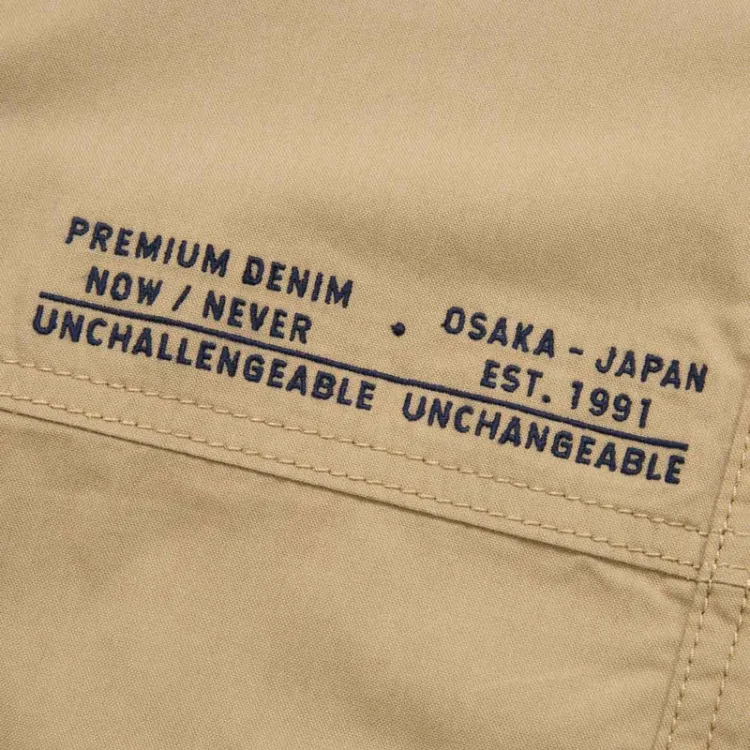 PREMIUM DENIM
NOW / NEVER
• OSAKA - JAPAN
EST. 1991
UNCHALLENGEABLE UNCHANGEABLE